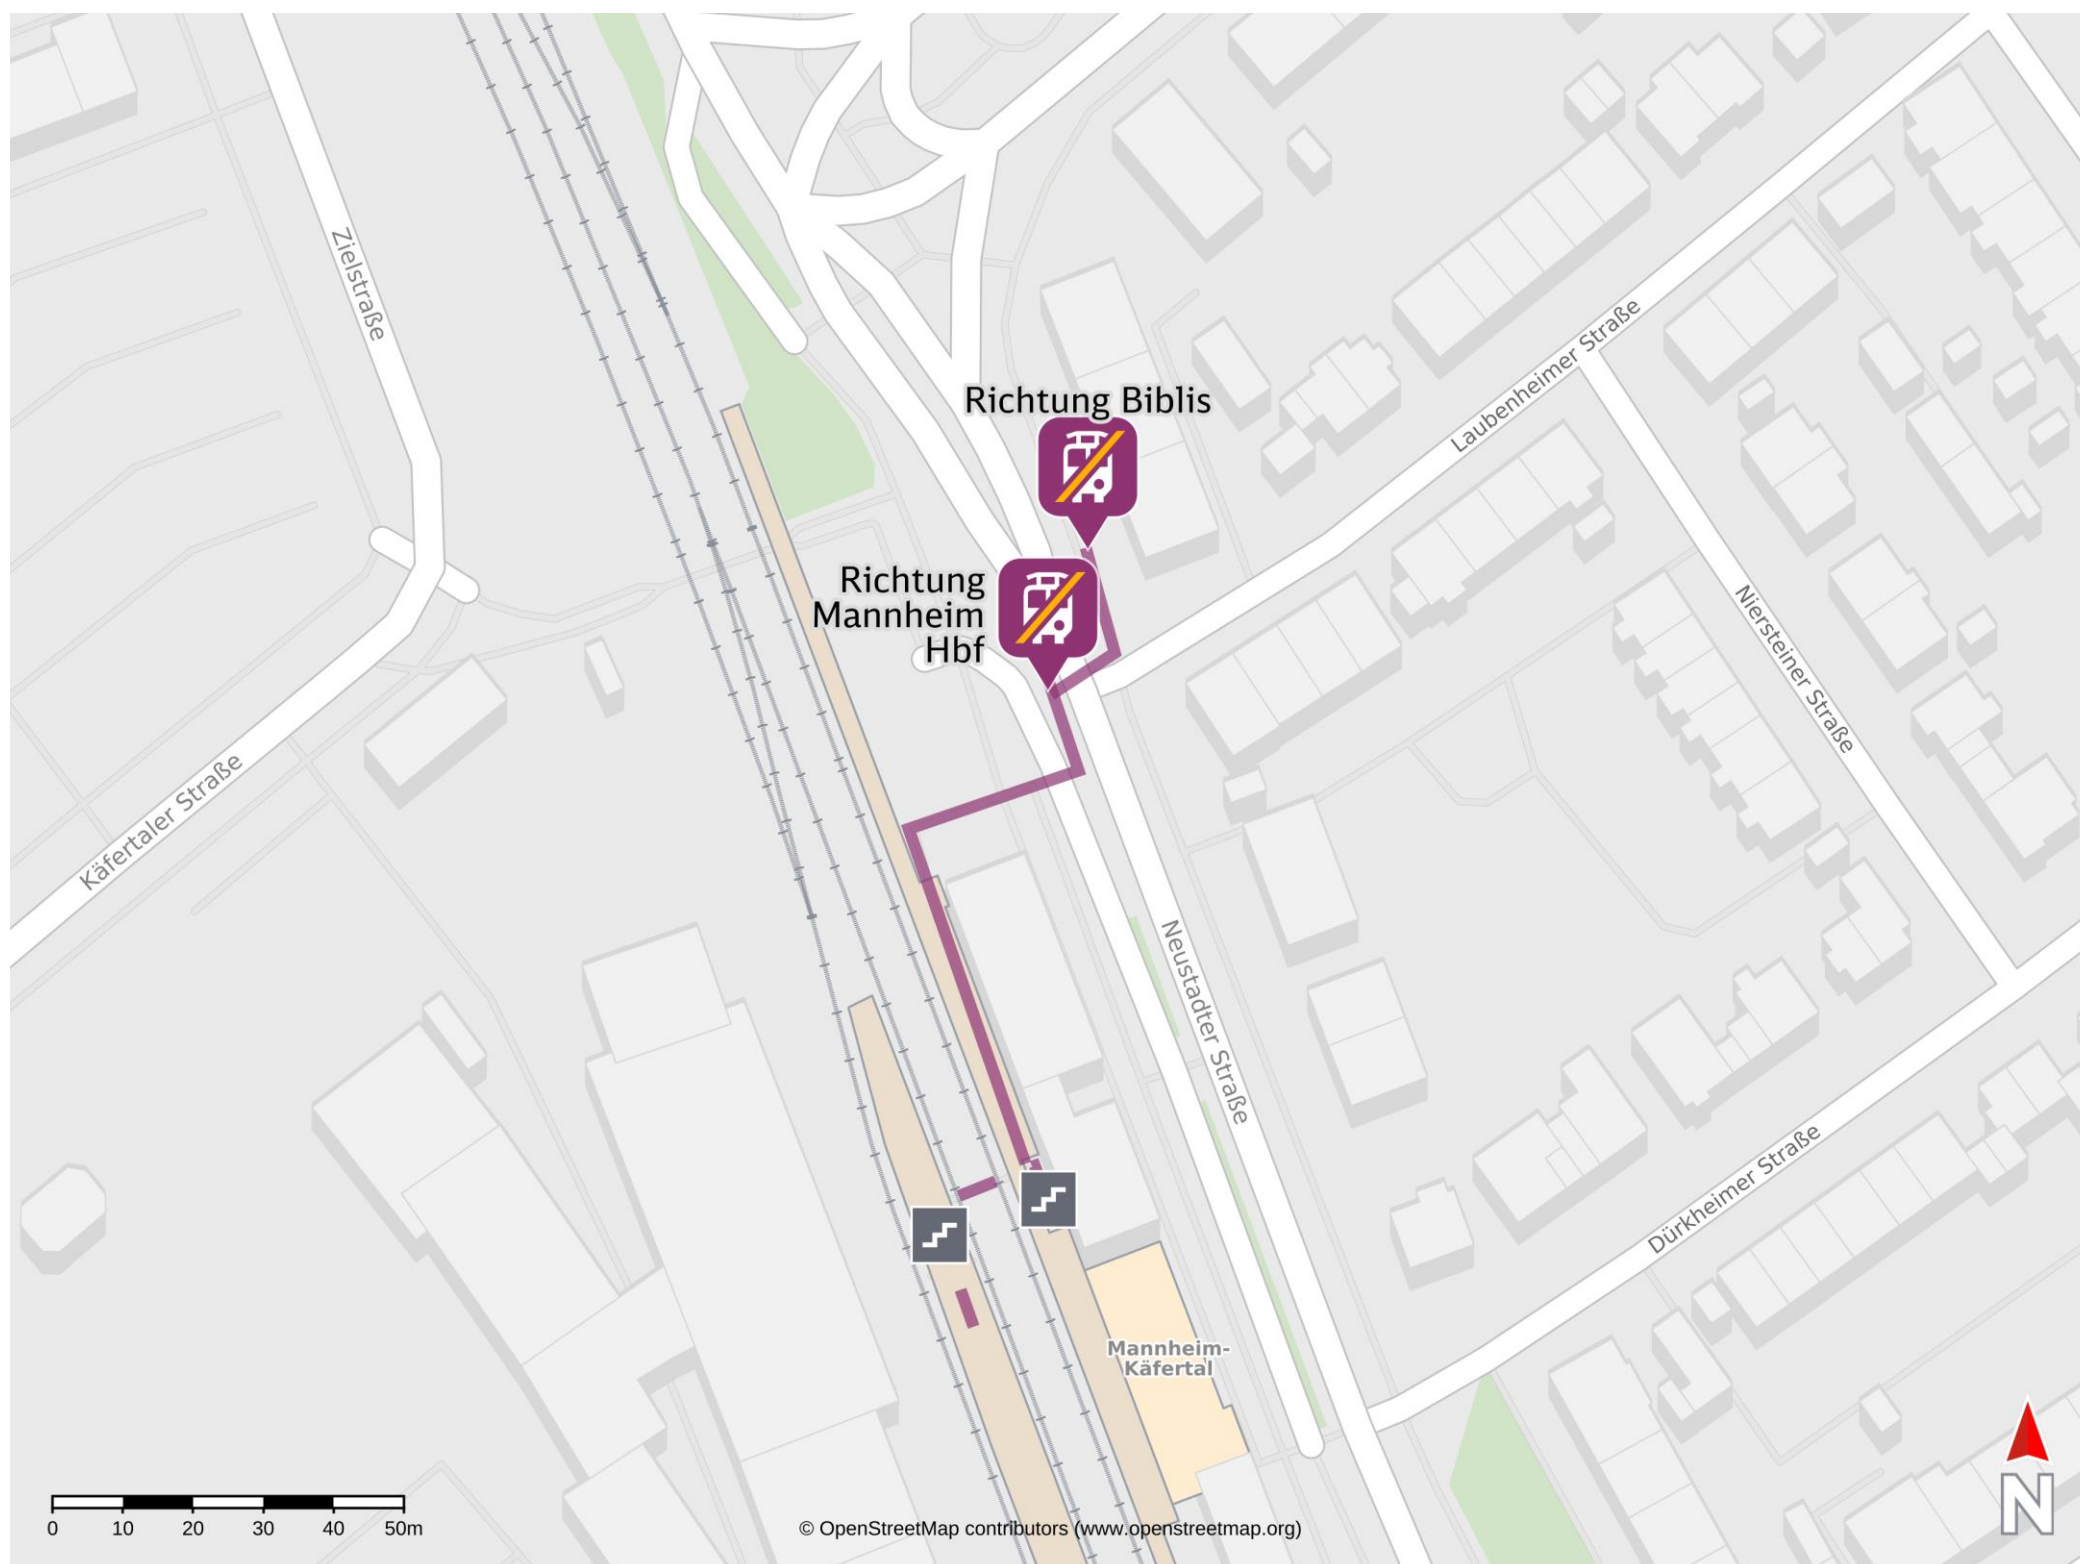 Zielstraße
Richtung Biblis
Laubenheimer Straße
Richtung
Mannheim
Hbf
Niersteiner Straße
Käfertaler Straße
Neustadter Straße
Dürkheimer Straße
Mannheim-
Käfertal
0 10 20 30 40 50m
© OpenStreetMap contributors (www.openstreetmap.org)
N